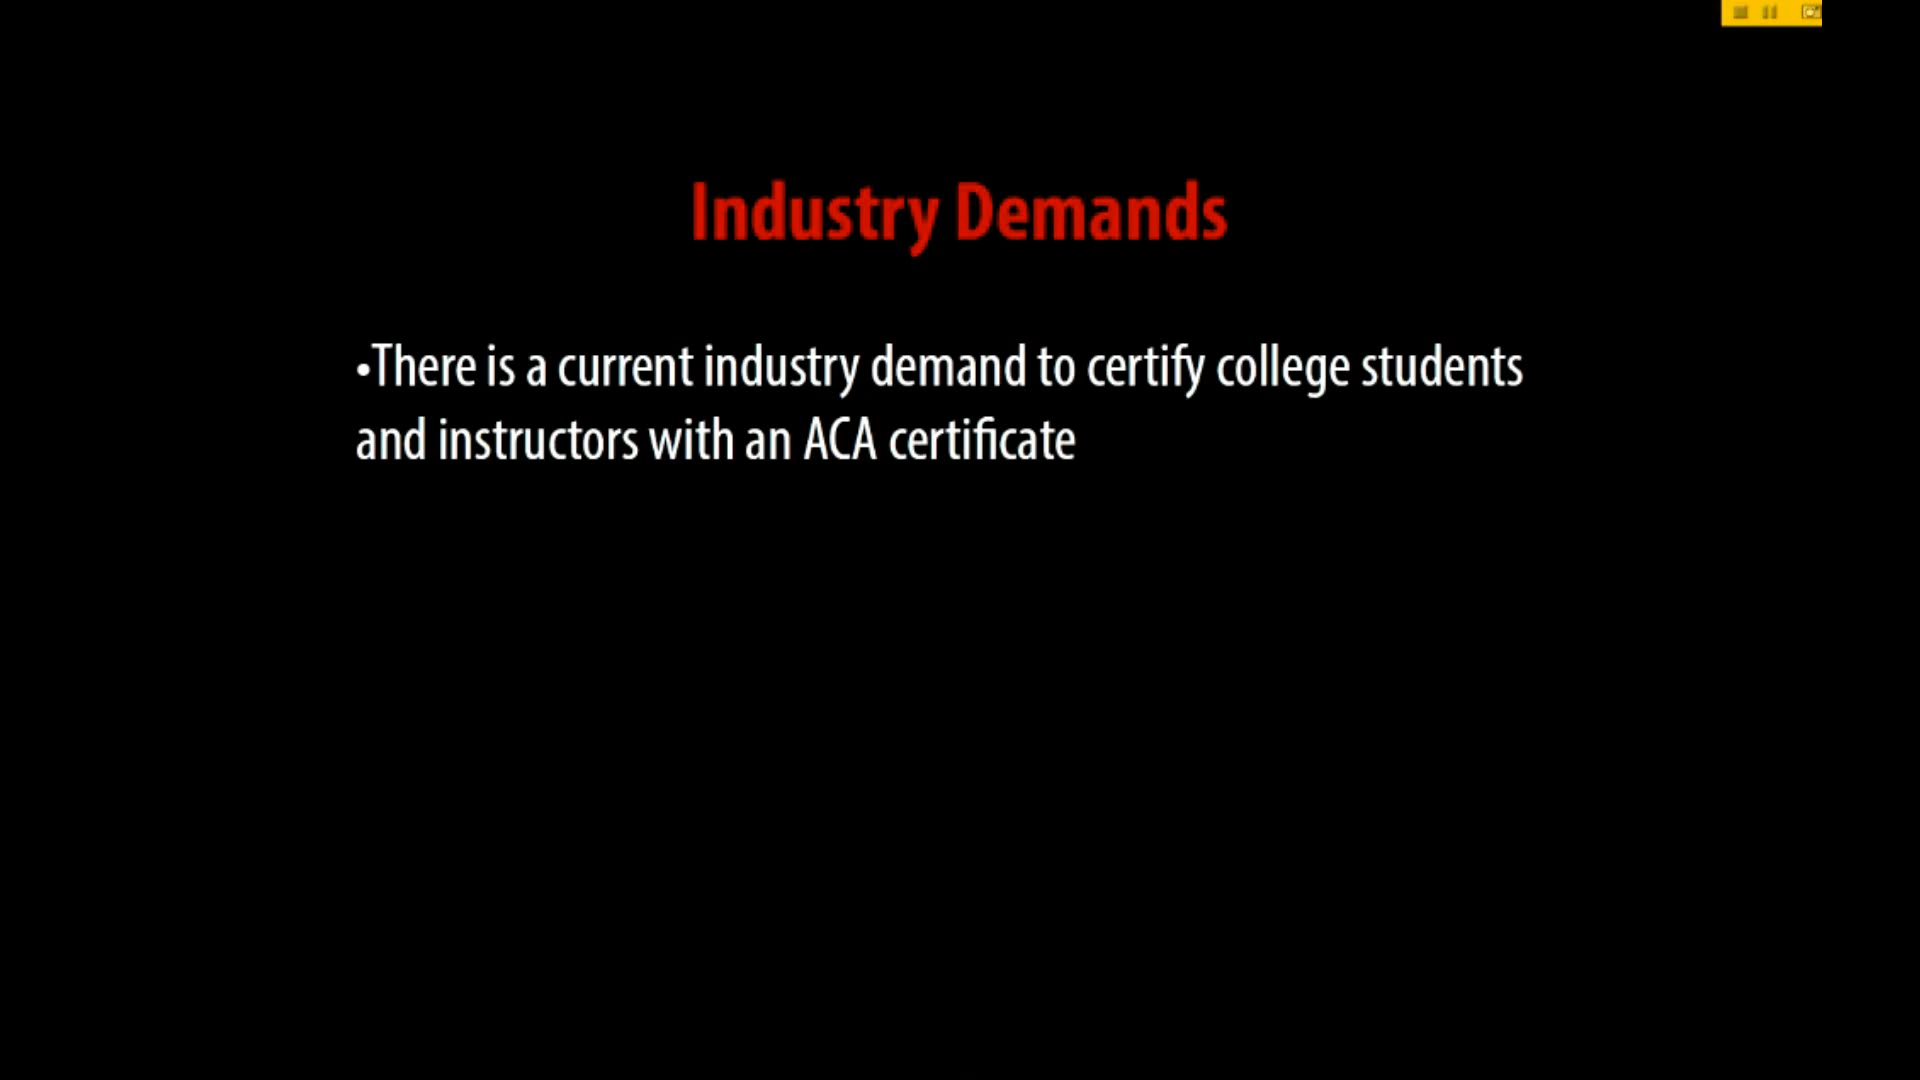 Industry Demands
•There is a current industry demand to certify college students
and instructors with an ACA certificate